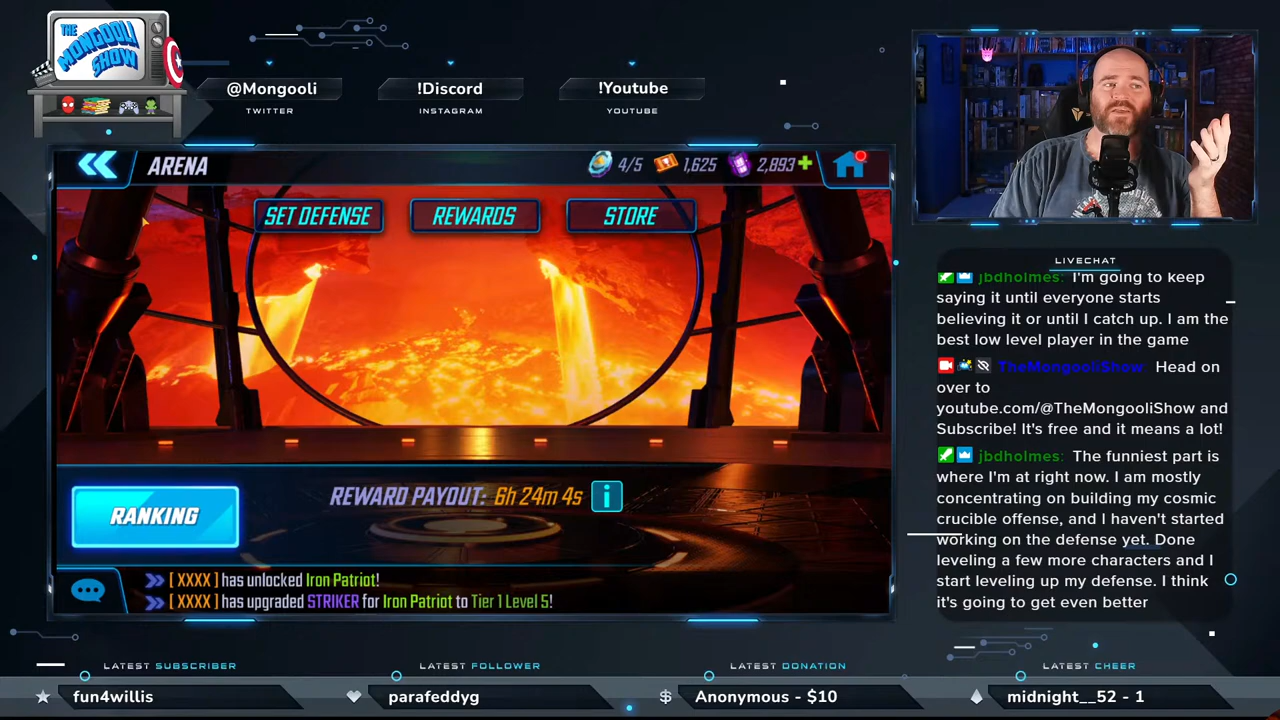 THE
MONGOOLI
SHOW
@Mongooli
TWITTER
!Discord
INSTAGRAM
!Youtube
YOUTUBE
ARENA
4/5
1,625
2,893
SET DEFENSE
REWARDS
STORE
REWARD PAYOUT: 6h 24m 4s
RANKING
[ XXXX ] has unlocked Iron Patriot!
[ XXXX ] has upgraded STRIKER for Iron Patriot to Tier 1 Level 5!
LIVECHAT
jbdholmes: I'm going to keep
saying it until everyone starts
believing it or until I catch up. I am the
best low level player in the game
TheMongooliShow: Head on
over to
youtube.com/@TheMongooliShow and
Subscribe! It's free and it means a lot!
jbdholmes: The funniest part is
where I'm at right now. I am mostly
concentrating on building my cosmic
crucible offense, and I haven't started
working on the defense yet. Done
leveling a few more characters and I
start leveling up my defense. I think
it's going to get even better
LATEST SUBSCRIBER
fun4willis
LATEST FOLLOWER
parafeddyg
LATEST DONATION
Anonymous - $10
LATEST CHEER
midnight__52 - 1